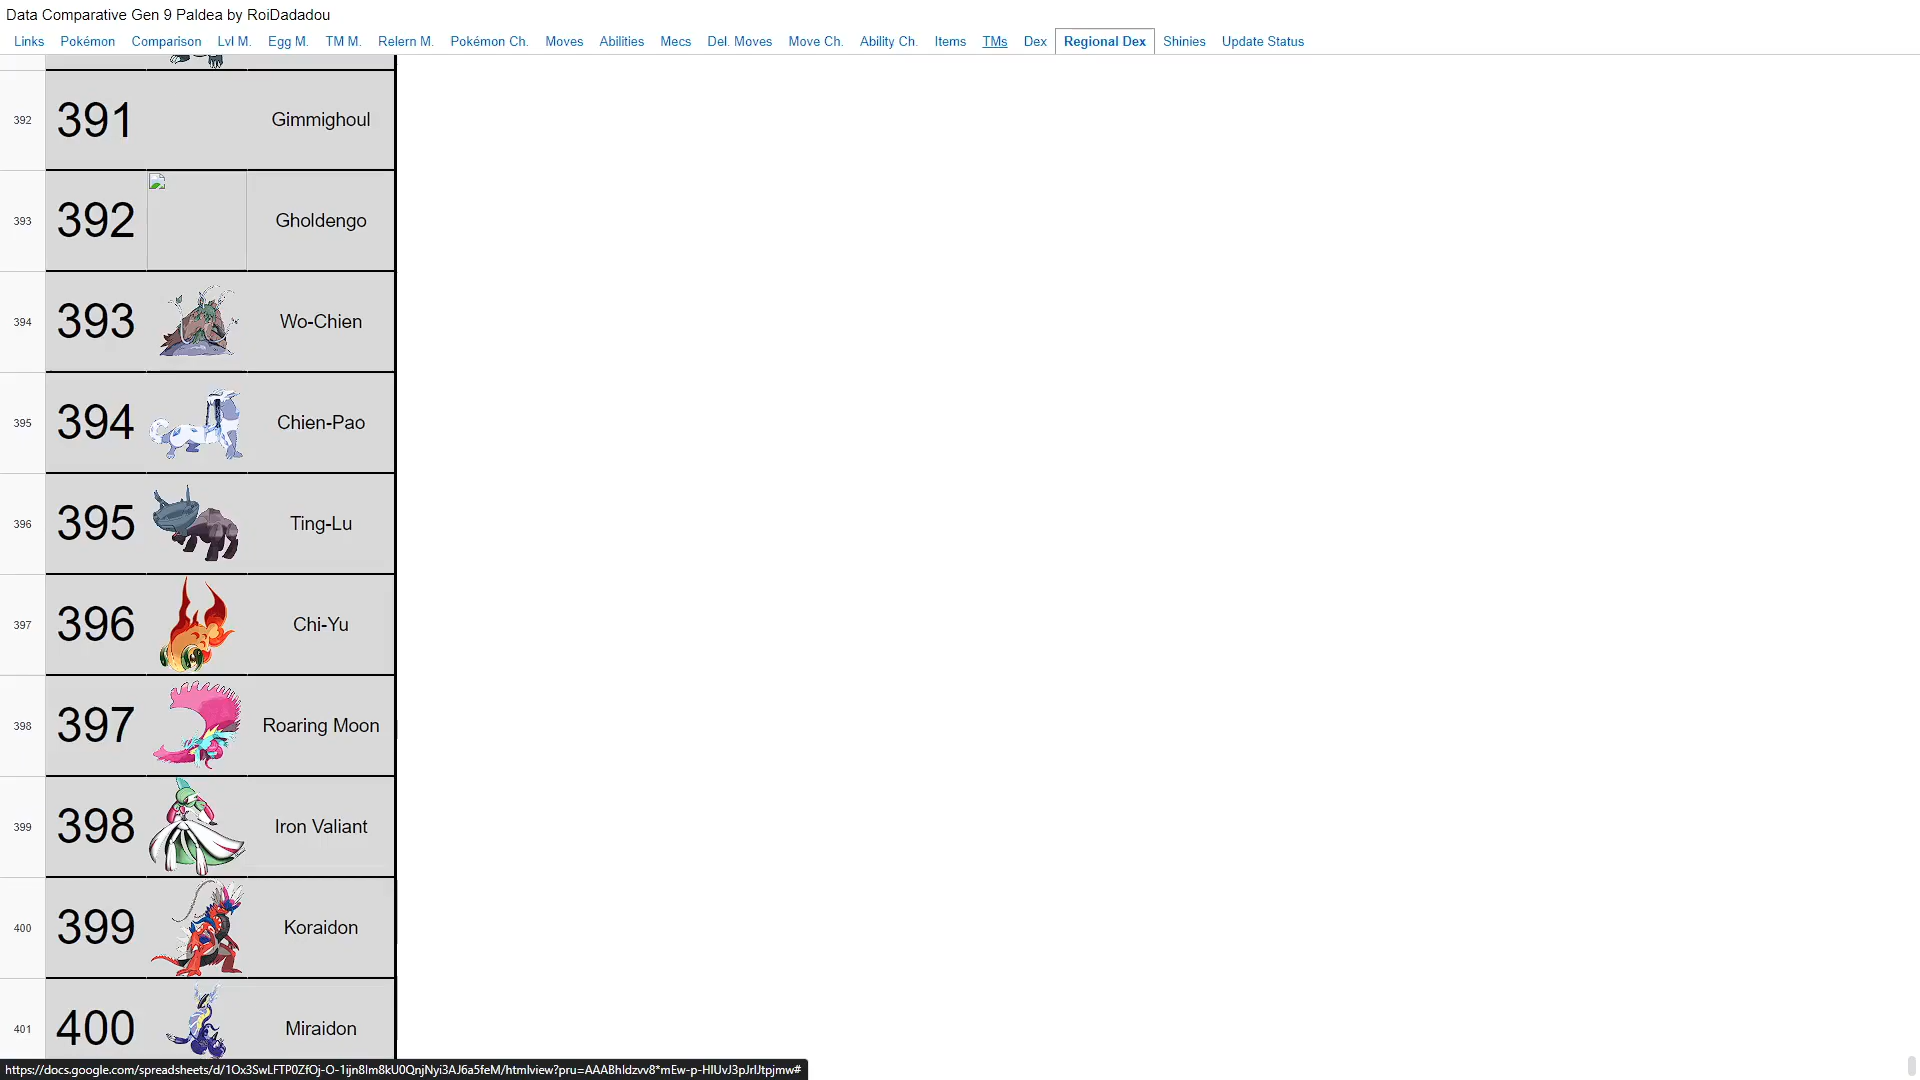 Data Comparative Gen 9 Paldea by RoiDadadou
Links Pokémon Comparison Lvl M. Egg M. TM M. Relern M. Pokémon Ch. Moves Abilities Mecs Del. Moves Move Ch. Ability Ch. Items TMs Dex Regional Dex Shinies Update Status
392 391 Gimmighoul
393 392 Gholdengo
394 393 Wo-Chien
395 394 Chien-Pao
396 395 Ting-Lu
397 396 Chi-Yu
398 397 Roaring Moon
399 398 Iron Valiant
400 399 Koraidon
401 400 Miraidon
https://docs.google.com/spreadsheets/d/1Ox3SwLFTP0ZfOj-O-1ijn8lm8kU0QnjNyi3AJ6a5feM/htmlview?pru=AAABhldzvv8*mEw-p-HIUvJ3pJrIJtpjmw#